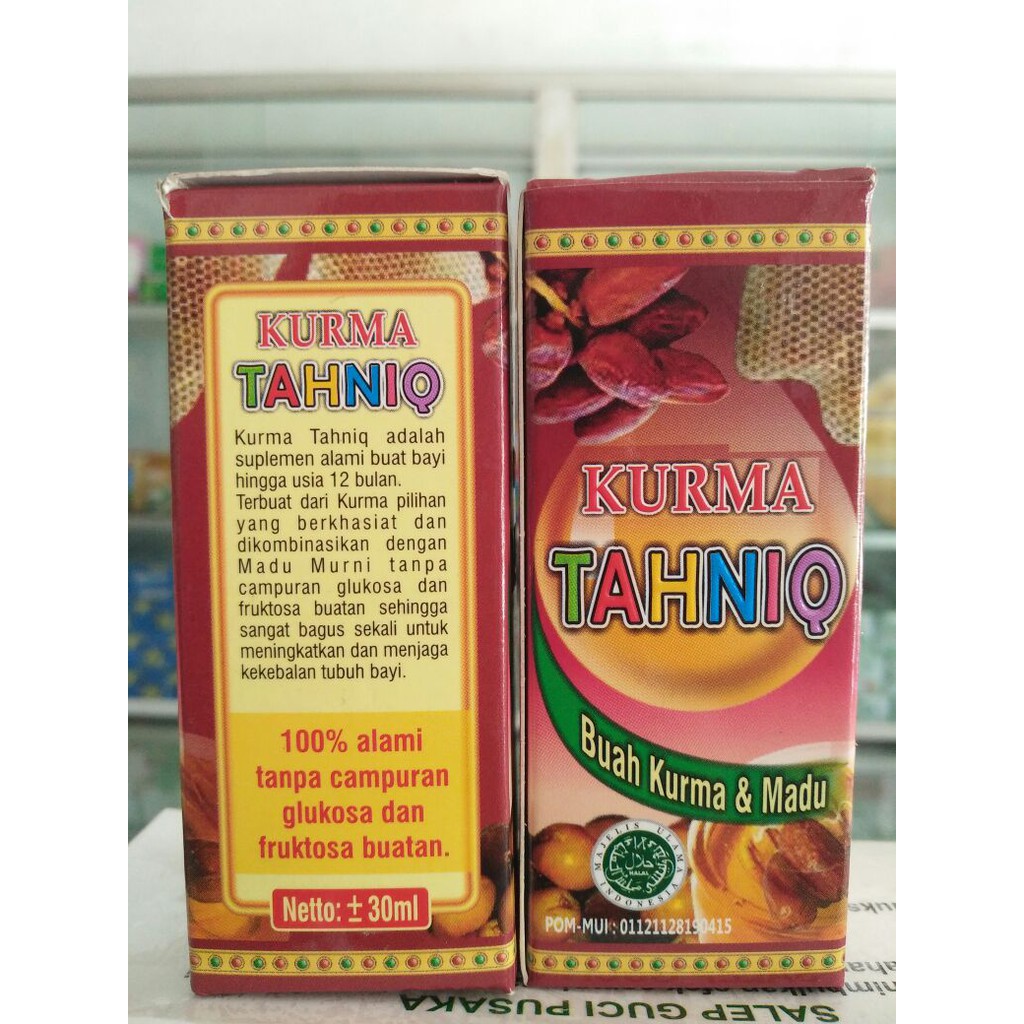 KURMA
TAHNIQ
Kurma Tahniq adalah
suplemen alami buat bayi
hingga usia 12 bulan.
Terbuat dari Kurma pilihan
yang berkhasiat dan
dikombinasikan dengan
Madu Murni tanpa
campuran glukosa dan
fruktosa buatan sehingga
sangat bagus sekali untuk
meningkatkan dan menjaga
kekebalan tubuh bayi.
100% alami
tanpa campuran
glukosa dan
fruktosa buatan.
Netto: ± 30ml
KURMA
TAHNIQ
Buah Kurma & Madu
MAJELIS ULAMA INDONESIA
حلال
HALAL
POM-MUI : 01121128190415
SALEP GUCI PUSAKA